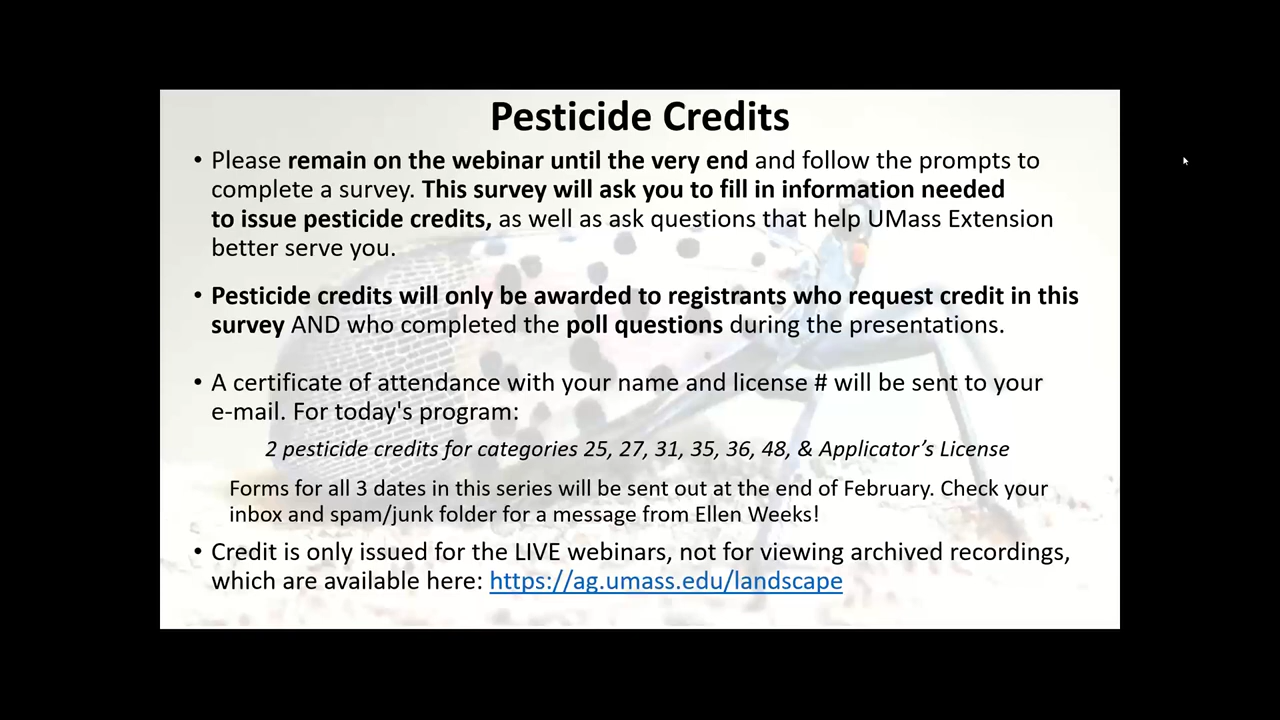 Pesticide Credits
• Please remain on the webinar until the very end and follow the prompts to
complete a survey. This survey will ask you to fill in information needed
to issue pesticide credits, as well as ask questions that help UMass Extension
better serve you.
• Pesticide credits will only be awarded to registrants who request credit in this
survey AND who completed the poll questions during the presentations.
• A certificate of attendance with your name and license # will be sent to your
e-mail. For today's program:
2 pesticide credits for categories 25, 27, 31, 35, 36, 48, & Applicator’s License
Forms for all 3 dates in this series will be sent out at the end of February. Check your
inbox and spam/junk folder for a message from Ellen Weeks!
• Credit is only issued for the LIVE webinars, not for viewing archived recordings,
which are available here: https://ag.umass.edu/landscape